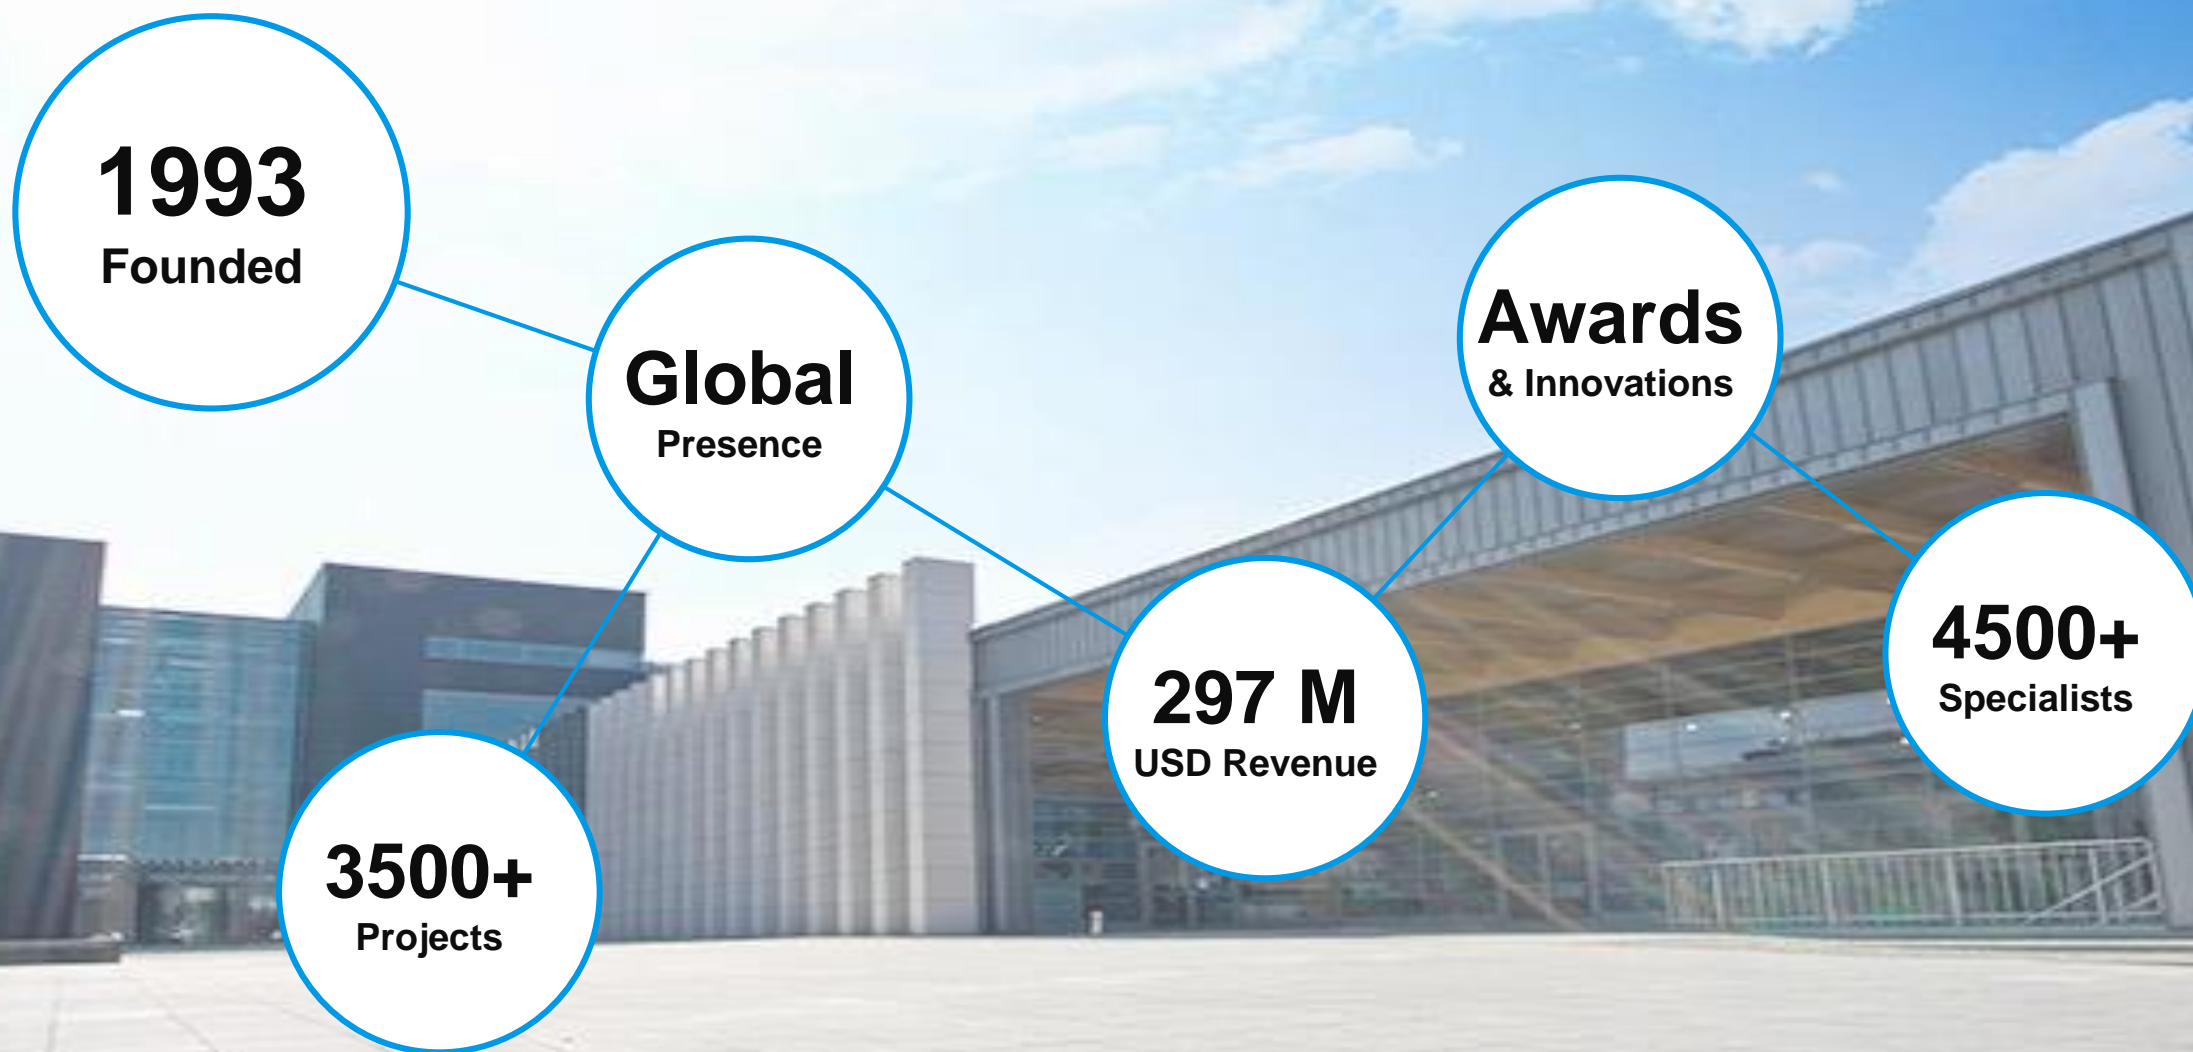 1993
Founded
Global
Presence
3500+
Projects
297 M
USD Revenue
Awards
& Innovations
4500+
Specialists